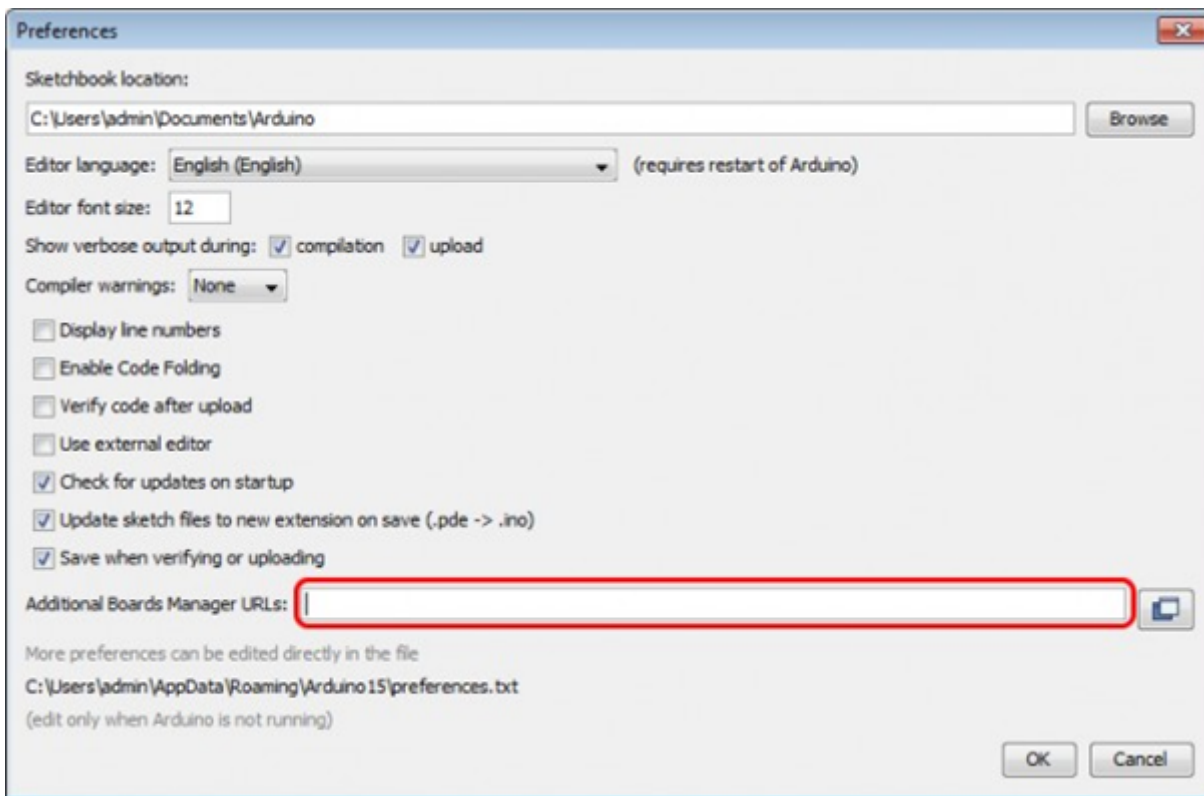 Preferences
Sketchbook location:
C:\Users\admin\Documents\Arduino Browse
Editor language: English (English) (requires restart of Arduino)
Editor font size: 12
Show verbose output during: compilation upload
Compiler warnings: None
Display line numbers
Enable Code Folding
Verify code after upload
Use external editor
Check for updates on startup
Update sketch files to new extension on save (.pde -> .ino)
Save when verifying or uploading
Additional Boards Manager URLs:
More preferences can be edited directly in the file
C:\Users\admin\AppData\Roaming\Arduino15\preferences.txt
(edit only when Arduino is not running)
OK Cancel